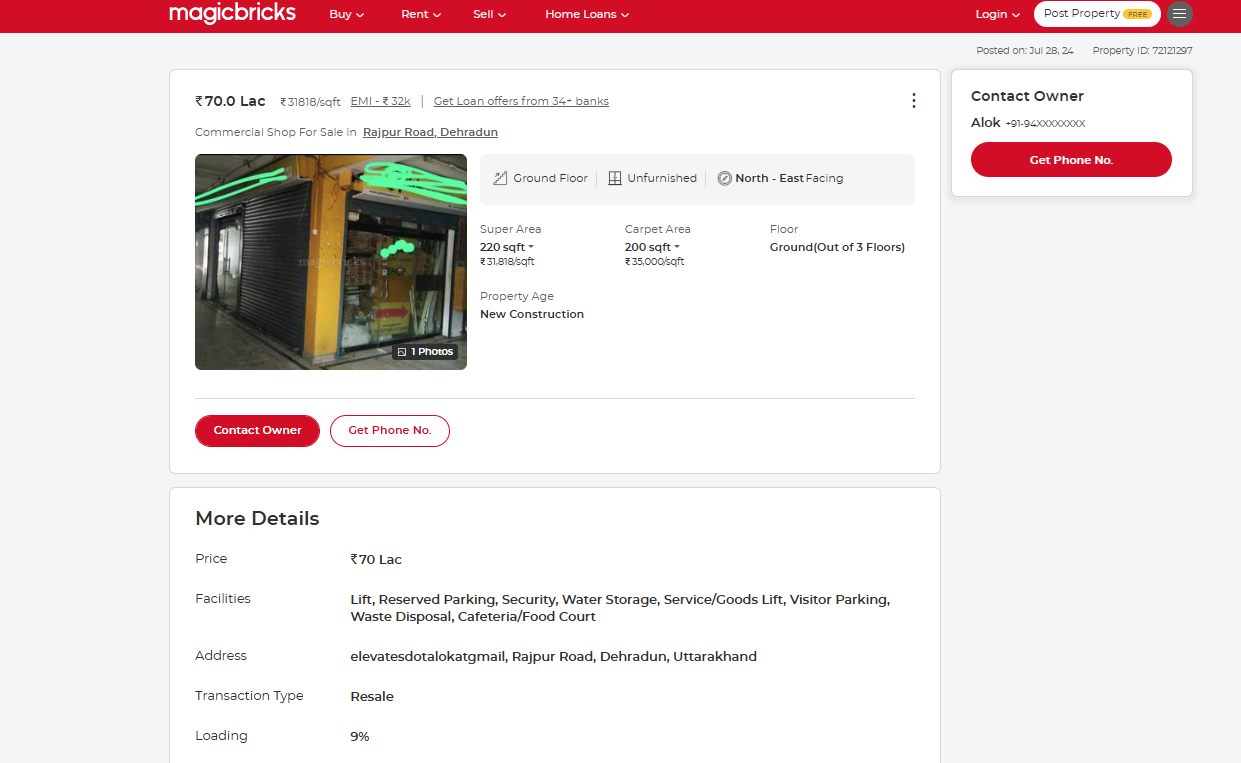 magicbricks
Buy Rent Sell Home Loans Login Post Property FREE
Posted on: Jul 28, 24 Property ID: 72121297
₹70.0 Lac ₹31818/sqft EMI - ₹32k | Get Loan offers from 34+ banks
Commercial Shop For Sale in Rajpur Road, Dehradun
magicbricks
1 Photos
Ground Floor Unfurnished North - East Facing
Super Area Carpet Area Floor
220 sqft 200 sqft Ground(Out of 3 Floors)
₹31,818/sqft ₹35,000/sqft
Property Age
New Construction
Contact Owner Get Phone No.
Contact Owner
Alok +91-94XXXXXXXX
Get Phone No.
More Details
Price ₹70 Lac
Facilities Lift, Reserved Parking, Security, Water Storage, Service/Goods Lift, Visitor Parking,
Waste Disposal, Cafeteria/Food Court
Address elevatesdotalokatgmail, Rajpur Road, Dehradun, Uttarakhand
Transaction Type Resale
Loading 9%